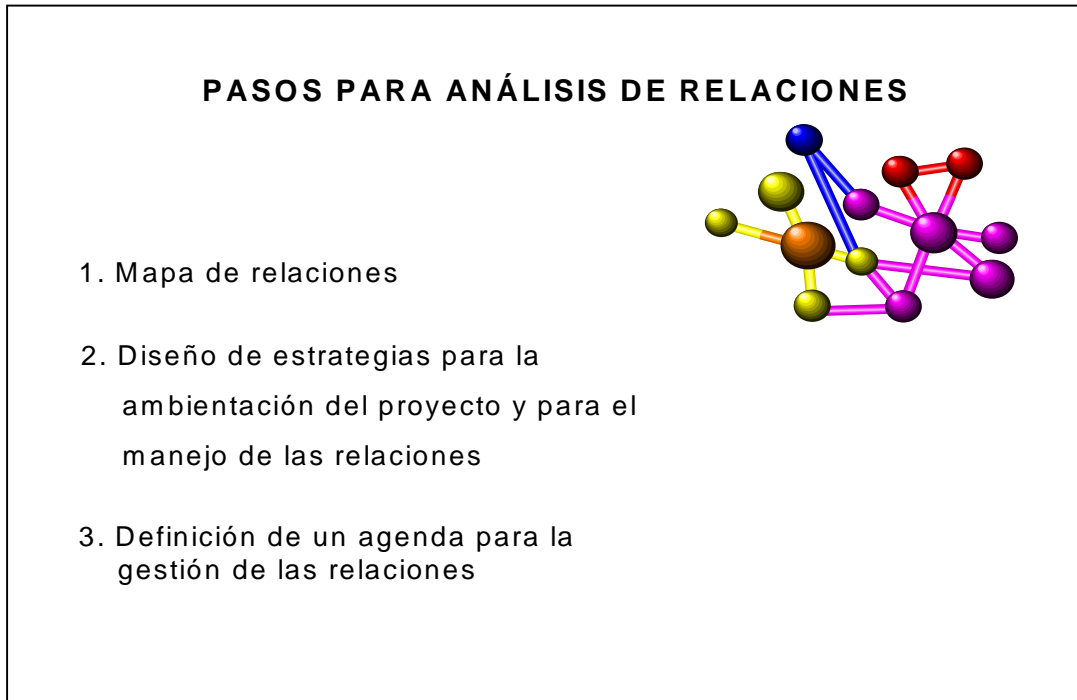 PASOS PARA ANÁLISIS DE RELACIONES
1. Mapa de relaciones
2. Diseño de estrategias para la
ambientación del proyecto y para el
manejo de las relaciones
3. Definición de un agenda para la
gestión de las relaciones